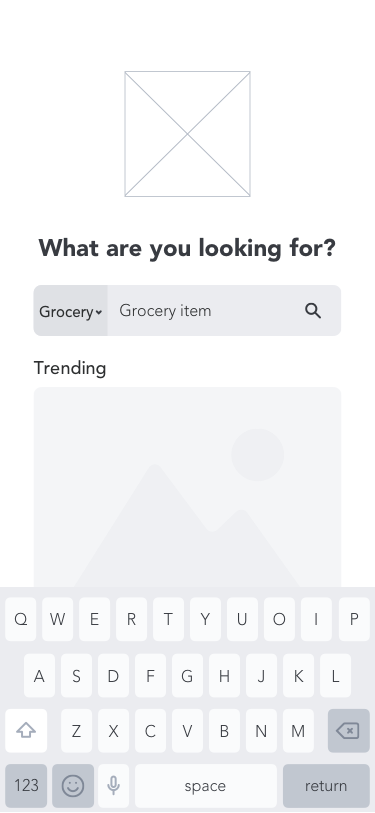 What are you looking for?
Grocery Grocery item
Trending
Q W E R T Y U O I P
A S D F G H J K L
Z X C V B N M
123 space return